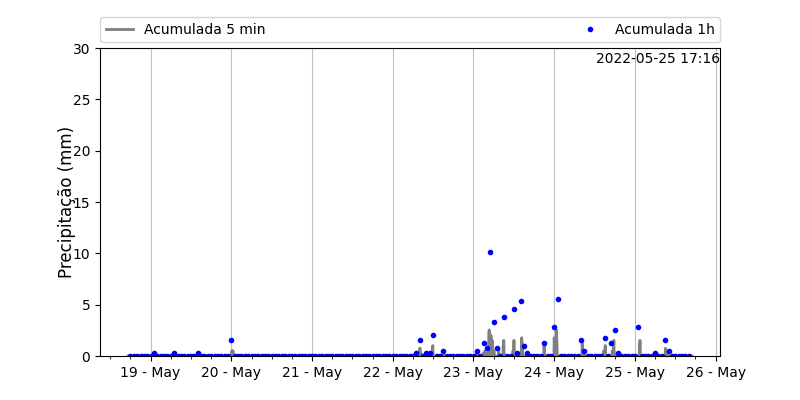 Acumulada 5 min
Acumulada 1h
2022-05-25 17:16
Precipitação (mm)
30
25
20
15
10
5
0
19 - May 20 - May 21 - May 22 - May 23 - May 24 - May 25 - May 26 - May